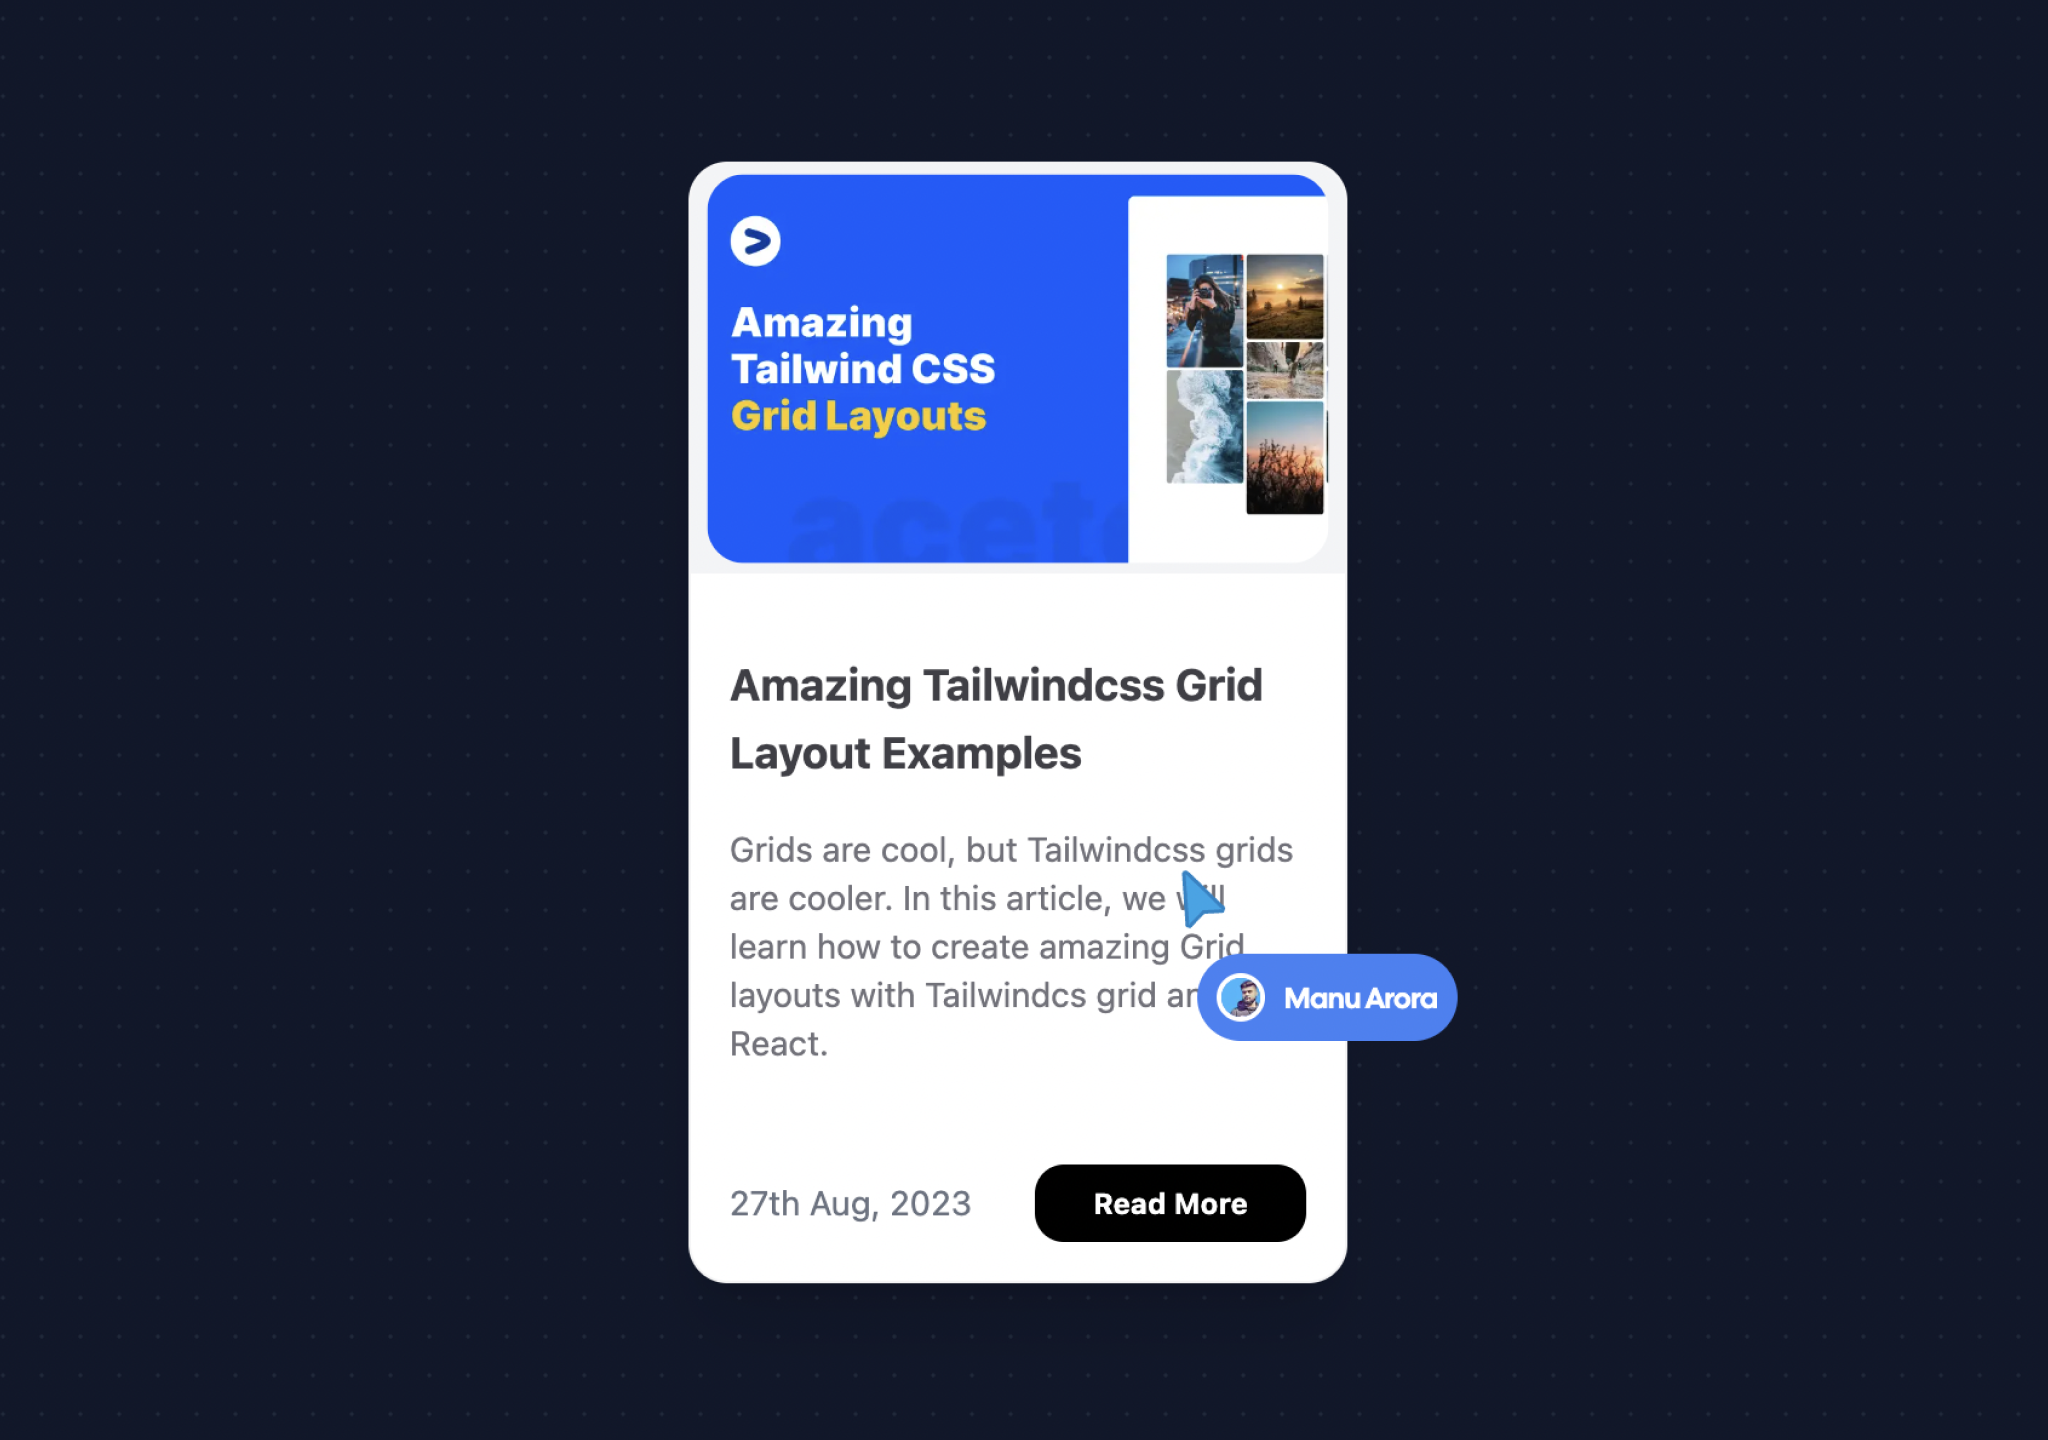 Amazing
Tailwind CSS
Grid Layouts
Amazing Tailwindcss Grid
Layout Examples
Grids are cool, but Tailwindcss grids
are cooler. In this article, we will
learn how to create amazing Grid
layouts with Tailwindcs grid
React.
Manu Arora
27th Aug, 2023
Read More